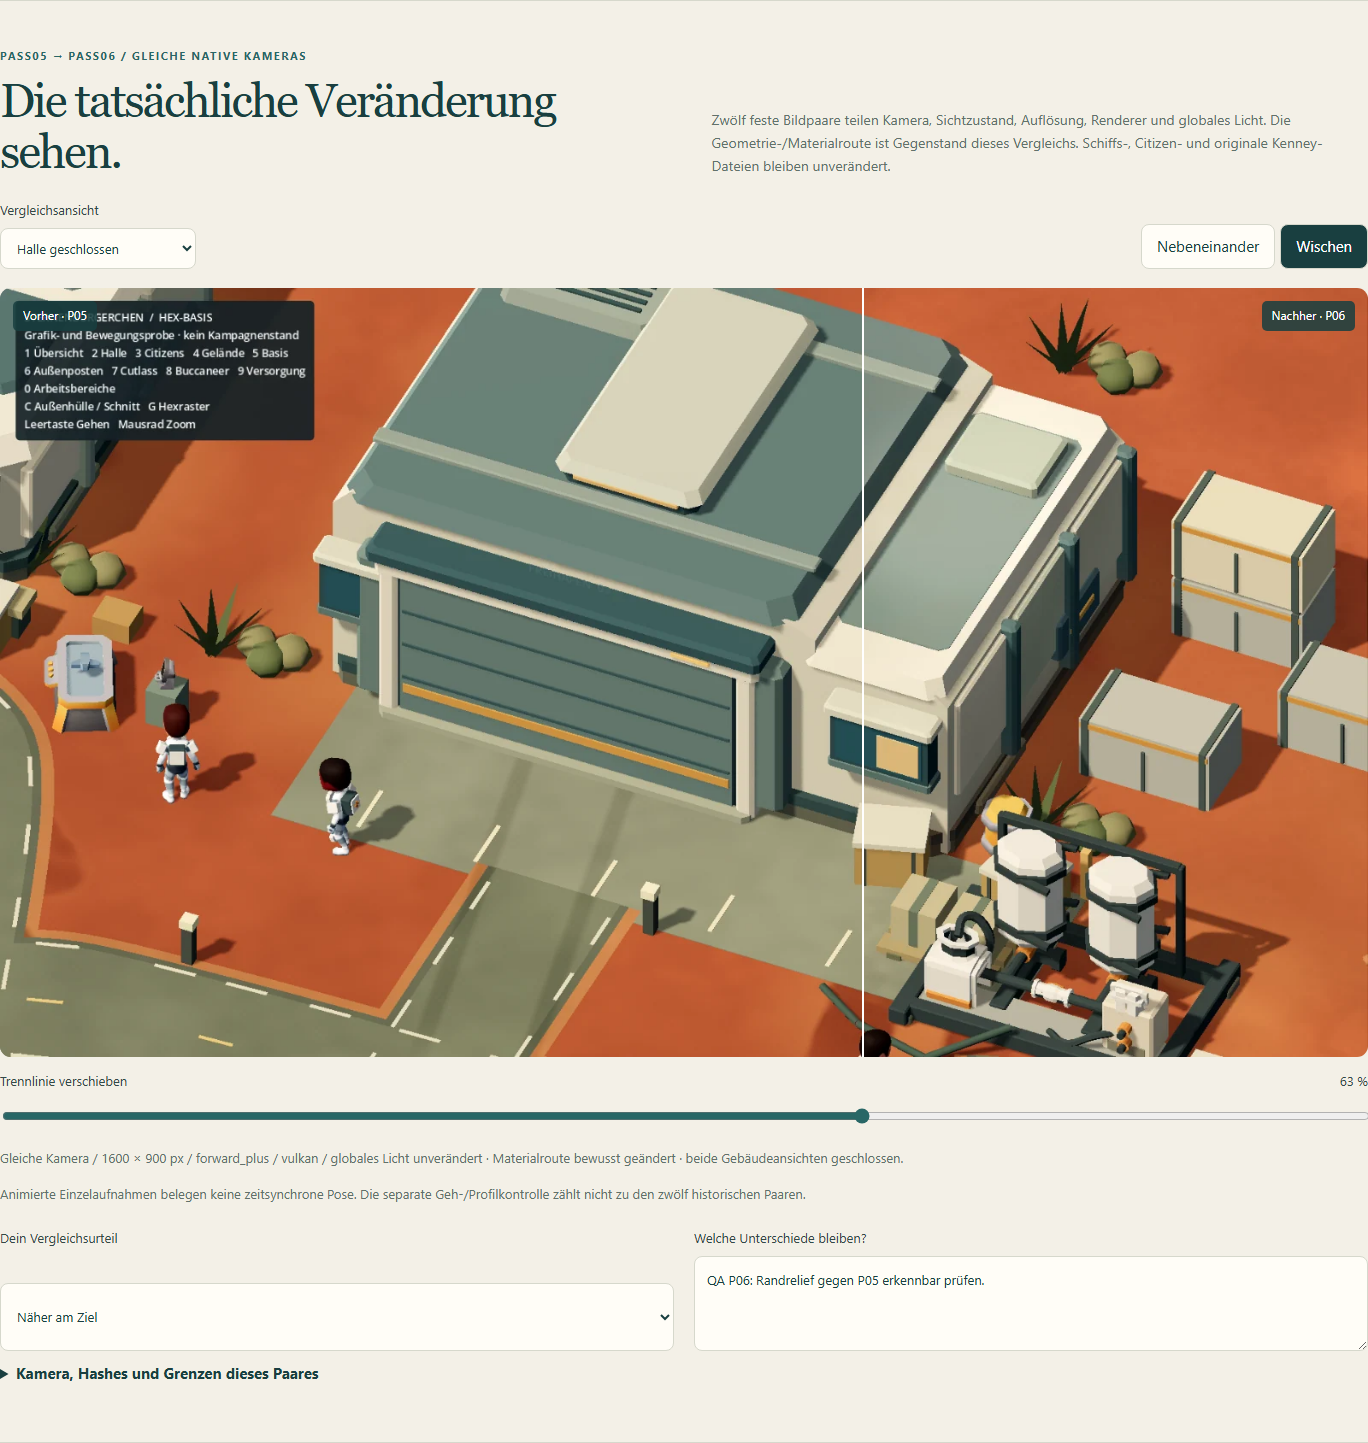 PASS05 → PASS06 / GLEICHE NATIVE KAMERAS
Die tatsächliche Veränderung
sehen.
Zwölf feste Bildpaare teilen Kamera, Sichtzustand, Auflösung, Renderer und globales Licht. Die
Geometrie-/Materialroute ist Gegenstand dieses Vergleichs. Schiffs-, Citizen- und originale Kenney-
Dateien bleiben unverändert.
Vergleichsansicht
Halle geschlossen
Nebeneinander
Wischen
Vorher · P05
/ HEX-BASIS
Grafik- und Bewegungsprobe · kein Kampagnenstand
1 Übersicht 2 Halle 3 Citizens 4 Gelände 5 Basis
6 Außenposten 7 Cutlass 8 Buccaneer 9 Versorgung
0 Arbeitsbereiche
C Außenhülle / Schnitt G Hexraster
Leertaste Gehen Mausrad Zoom
Nachher · P06
Trennlinie verschieben
63 %
Gleiche Kamera / 1600 × 900 px / forward_plus / vulkan / globales Licht unverändert · Materialroute bewusst geändert · beide Gebäudeansichten geschlossen.
Animierte Einzelaufnahmen belegen keine zeitsynchrone Pose. Die separate Geh-/Profilkontrolle zählt nicht zu den zwölf historischen Paaren.
Dein Vergleichsurteil
Näher am Ziel
Welche Unterschiede bleiben?
QA P06: Randrelief gegen P05 erkennbar prüfen.
Kamera, Hashes und Grenzen dieses Paares